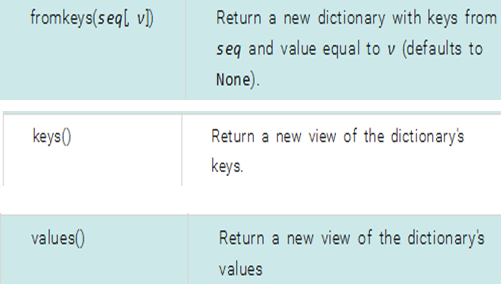 fromkeys(seq[, v]) Return a new dictionary with keys from
seq and value equal to v (defaults to
None).
keys() Return a new view of the dictionary's
keys.
values() Return a new view of the dictionary's
values